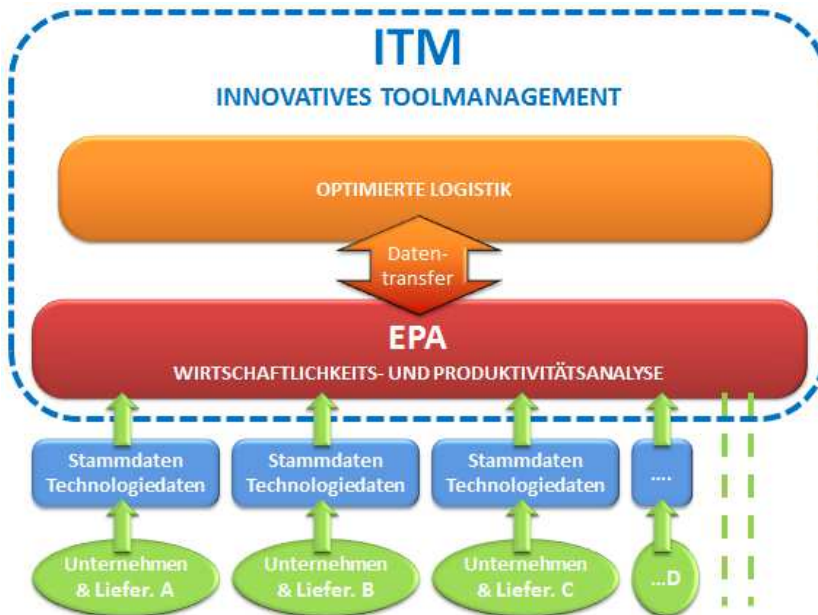 ITM
INNOVATIVES TOOLMANAGEMENT
OPTIMIERTE LOGISTIK
Daten-
transfer
EPA
WIRTSCHAFTLICHKEITS- UND PRODUKTIVITÄTSANALYSE
Stammdaten
Technologiedaten
Stammdaten
Technologiedaten
Stammdaten
Technologiedaten
....
Unternehmen
& Liefer. A
Unternehmen
& Liefer. B
Unternehmen
& Liefer. C
...D